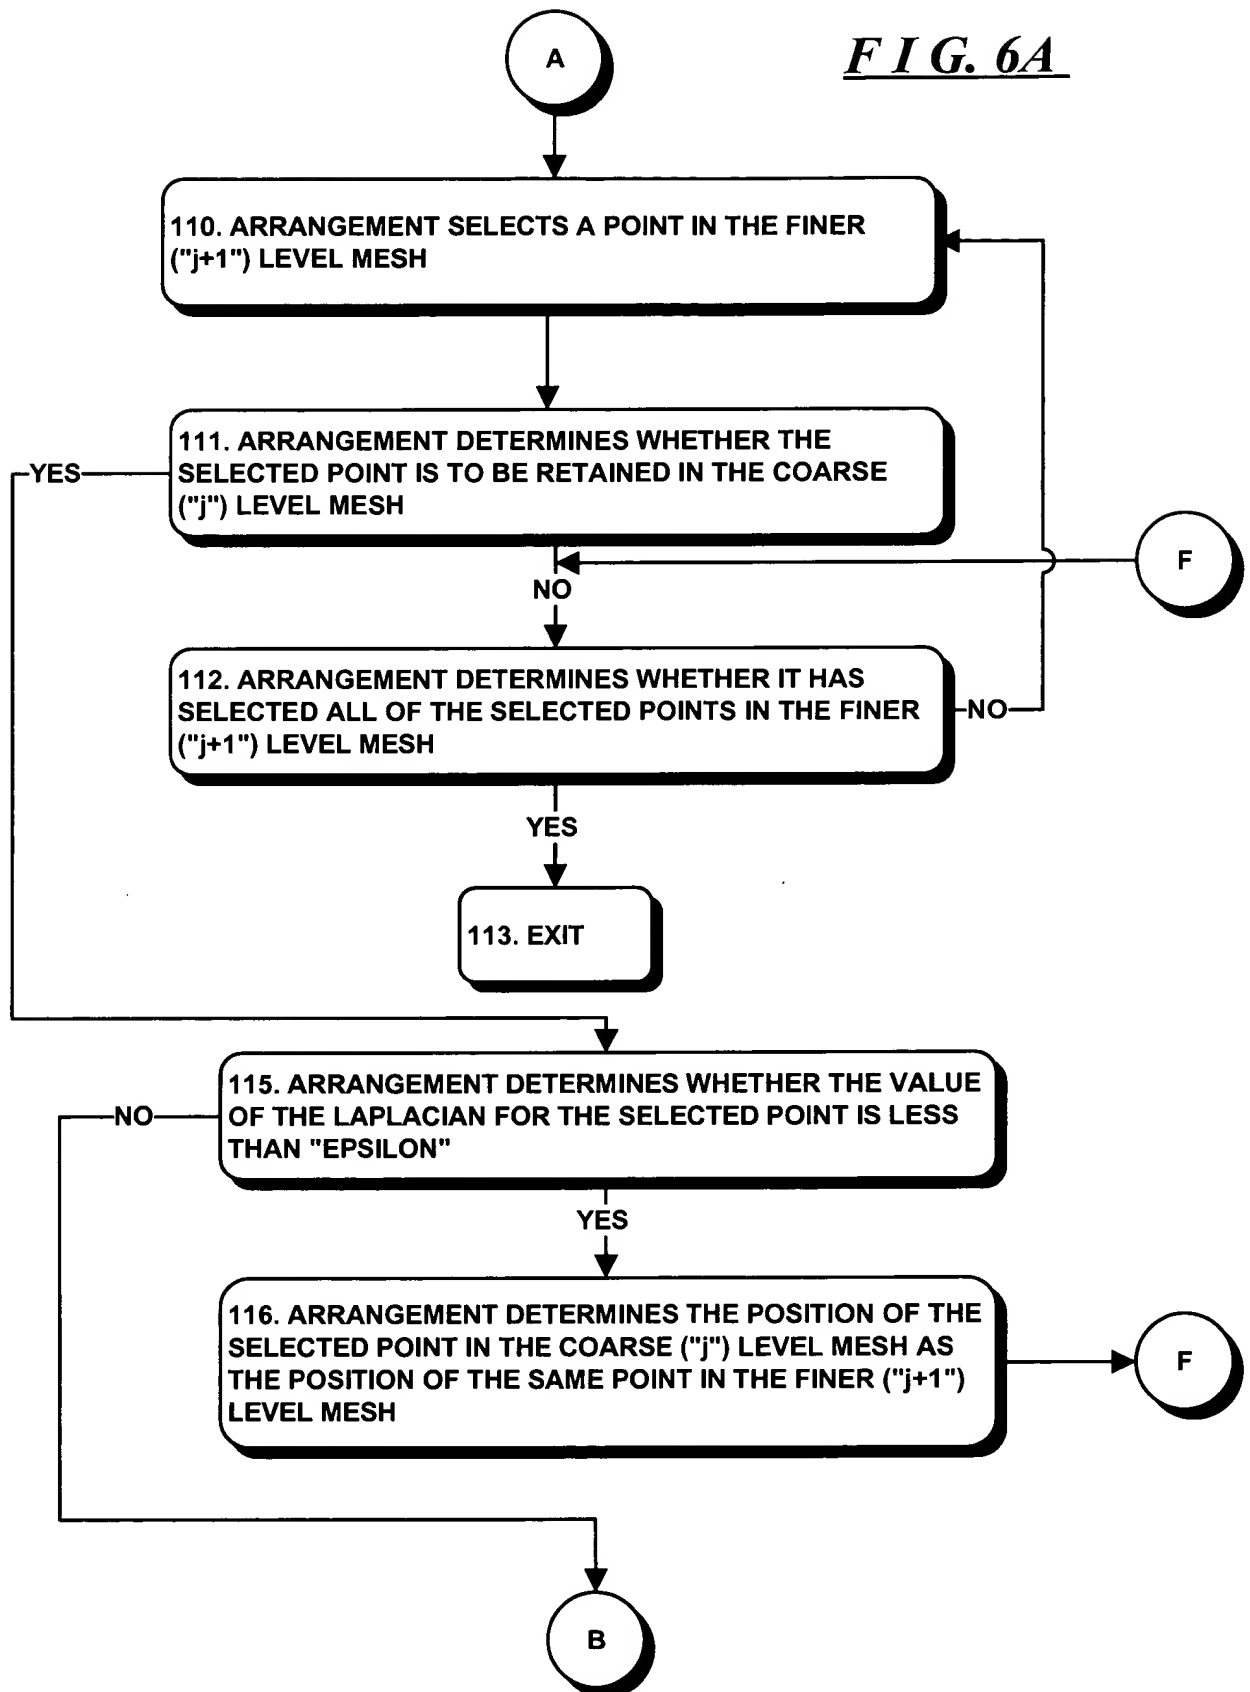 F I G. 6A
A
110. ARRANGEMENT SELECTS A POINT IN THE FINER
("j+1") LEVEL MESH
111. ARRANGEMENT DETERMINES WHETHER THE
SELECTED POINT IS TO BE RETAINED IN THE COARSE
("j") LEVEL MESH
YES
F
NO
112. ARRANGEMENT DETERMINES WHETHER IT HAS
SELECTED ALL OF THE SELECTED POINTS IN THE FINER
("j+1") LEVEL MESH
NO
YES
113. EXIT
115. ARRANGEMENT DETERMINES WHETHER THE VALUE
OF THE LAPLACIAN FOR THE SELECTED POINT IS LESS
THAN "EPSILON"
NO
YES
116. ARRANGEMENT DETERMINES THE POSITION OF THE
SELECTED POINT IN THE COARSE ("j") LEVEL MESH AS
THE POSITION OF THE SAME POINT IN THE FINER ("j+1")
LEVEL MESH
F
B